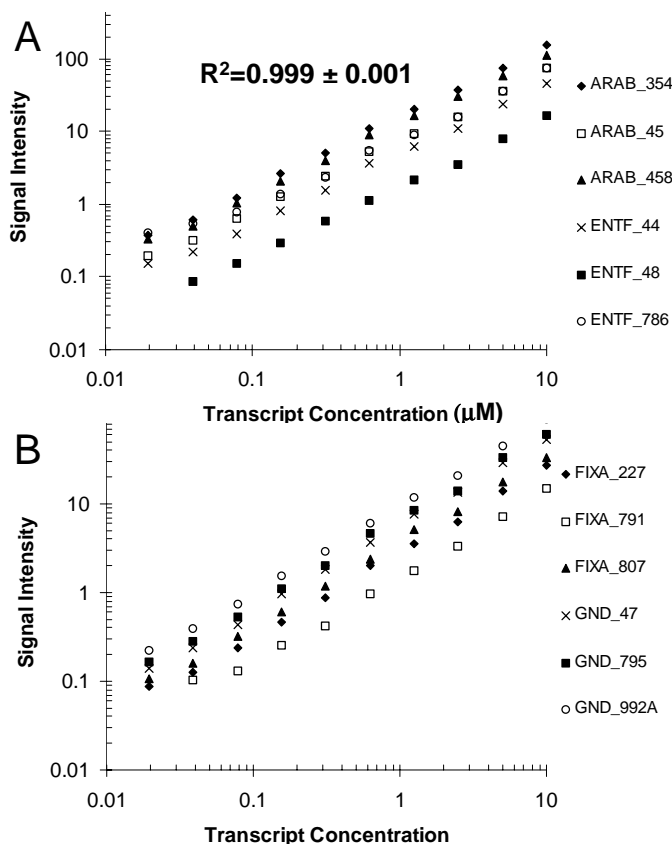 A
R²=0.999 ± 0.001
Signal Intensity
100
10
1
0.1
0.01
0.01
0.1
1
10
Transcript Concentration (μM)
ARAB_354
ARAB_45
ARAB_458
ENTF_44
ENTF_48
ENTF_786
B
Signal Intensity
10
1
0.1
0.01
0.01
0.1
1
10
Transcript Concentration
FIXA_227
FIXA_791
FIXA_807
GND_47
GND_795
GND_992A